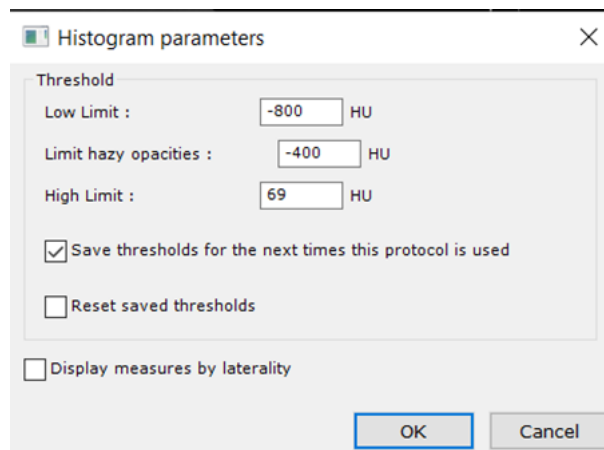 Histogram parameters
Threshold
Low Limit : -800 HU
Limit hazy opacities : -400 HU
High Limit : 69 HU
Save thresholds for the next times this protocol is used
Reset saved thresholds
Display measures by laterality
OK Cancel